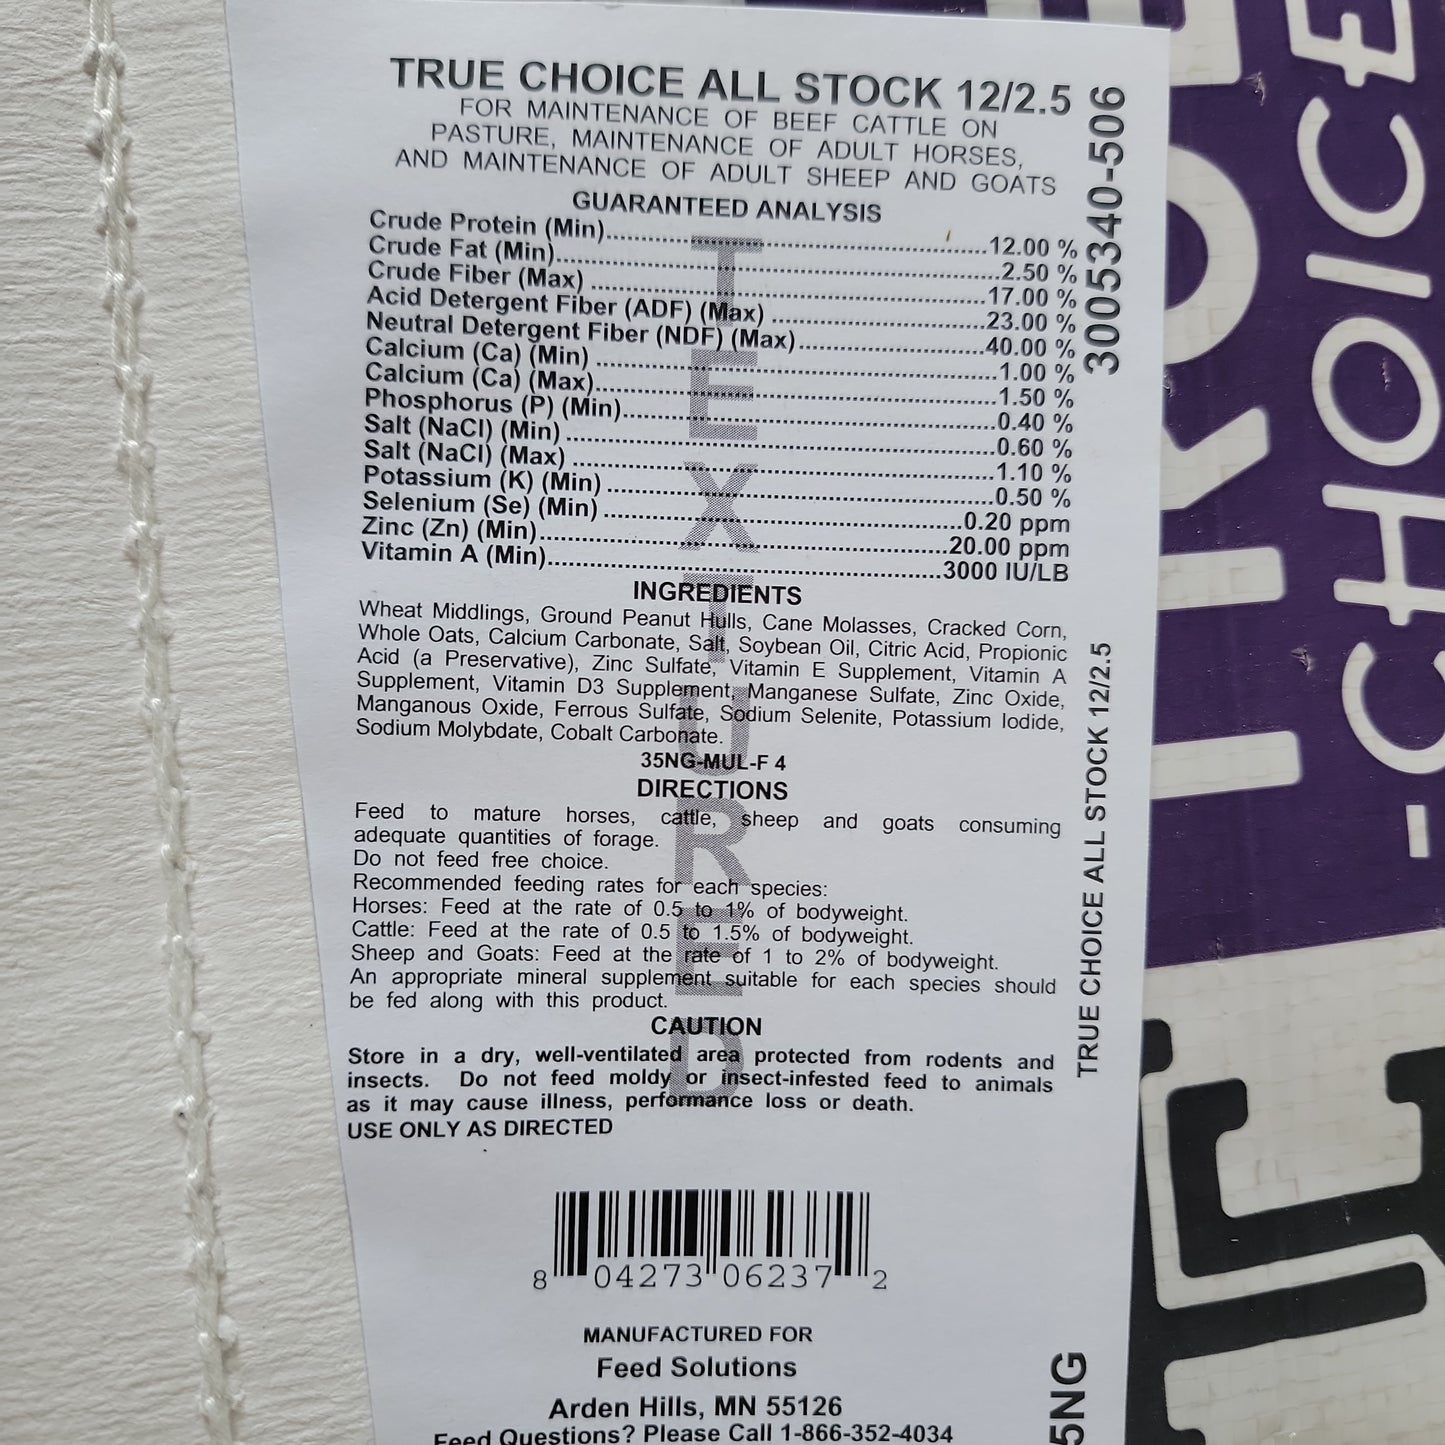 TRUE CHOICE ALL STOCK 12/2.5
FOR MAINTENANCE OF BEEF CATTLE ON
PASTURE, MAINTENANCE OF ADULT HORSES,
AND MAINTENANCE OF ADULT SHEEP AND GOATS
GUARANTEED ANALYSIS
Crude Protein (Min)..........12.00 %
Crude Fat (Min)..........2.50 %
Crude Fiber (Max) ..........17.00 %
Acid Detergent Fiber (ADF) (Max) ..........23.00 %
Neutral Detergent Fiber (NDF) (Max)..........40.00 %
Calcium (Ca) (Min) ..........1.00 %
Calcium (Ca) (Max)..........1.50 %
Phosphorus (P) (Min)..........0.40 %
Salt (NaCl) (Min) ..........0.60 %
Salt (NaCl) (Max) ..........1.10 %
Potassium (K) (Min) ..........0.50 %
Selenium (Se) (Min) ..........0.20 ppm
Zinc (Zn) (Min)..........20.00 ppm
Vitamin A (Min)..........3000 IU/LB
INGREDIENTS
Wheat Middlings, Ground Peanut Hulls, Cane Molasses, Cracked Corn,
Whole Oats, Calcium Carbonate, Salt, Soybean Oil, Citric Acid, Propionic
Acid (a Preservative), Zinc Sulfate, Vitamin E Supplement, Vitamin A
Supplement, Vitamin D3 Supplement, Manganese Sulfate, Zinc Oxide,
Manganous Oxide, Ferrous Sulfate, Sodium Selenite, Potassium Iodide,
Sodium Molybdate, Cobalt Carbonate.
35NG-MUL-F 4
DIRECTIONS
Feed to mature horses, cattle, sheep and goats consuming
adequate quantities of forage.
Do not feed free choice.
Recommended feeding rates for each species:
Horses: Feed at the rate of 0.5 to 1% of bodyweight.
Cattle: Feed at the rate of 0.5 to 1.5% of bodyweight.
Sheep and Goats: Feed at the rate of 1 to 2% of bodyweight.
An appropriate mineral supplement suitable for each species should
be fed along with this product.
CAUTION
Store in a dry, well-ventilated area protected from rodents and
insects. Do not feed moldy or insect-infested feed to animals
as it may cause illness, performance loss or death.
USE ONLY AS DIRECTED
8 04273 06237 2
MANUFACTURED FOR
Feed Solutions
Arden Hills, MN 55126
Feed Questions? Please Call 1-866-352-4034
TEXTURED
3005340-506
TRUE CHOICE ALL STOCK 12/2.5
5NG
-CHOICE